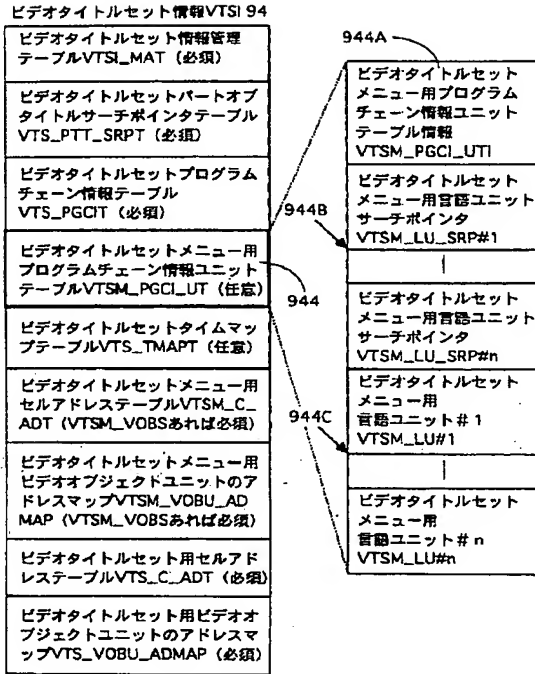 ビデオタイトルセット情報VTSI 94
ビデオタイトルセット情報管理
テーブルVTSI_MAT（必須）
ビデオタイトルセットパートオブ
タイトルサーチポインタテーブル
VTS_PTT_SRPT（必須）
ビデオタイトルセットプログラム
チェーン情報テーブル
VTS_PGCIT（必須）
ビデオタイトルセットメニュー用
プログラムチェーン情報ユニット
テーブルVTSM_PGCI_UT（任意）
ビデオタイトルセットタイムマッ
プテーブルVTS_TMAPT（任意）
ビデオタイトルセットメニュー用
セルアドレステーブルVTSM_C_
ADT（VTSM_VOBSあれば必須）
ビデオタイトルセットメニュー用
ビデオオブジェクトユニットのア
ドレスマップVTSM_VOBU_AD
MAP（VTSM_VOBSあれば必須）
ビデオタイトルセット用セルアド
レステーブルVTS_C_ADT（必須）
ビデオタイトルセット用ビデオオ
ブジェクトユニットのアドレスマ
ップVTS_VOBU_ADMAP（必須）
944
944A
ビデオタイトルセット
メニュー用プログラム
チェーン情報ユニット
テーブル情報
VTSM_PGCI_UTI
944B
ビデオタイトルセット
メニュー用言語ユニット
サーチポインタ
VTSM_LU_SRP#1
ビデオタイトルセット
メニュー用言語ユニット
サーチポインタ
VTSM_LU_SRP#n
944C
ビデオタイトルセット
メニュー用
言語ユニット＃1
VTSM_LU#1
ビデオタイトルセット
メニュー用
言語ユニット＃n
VTSM_LU#n